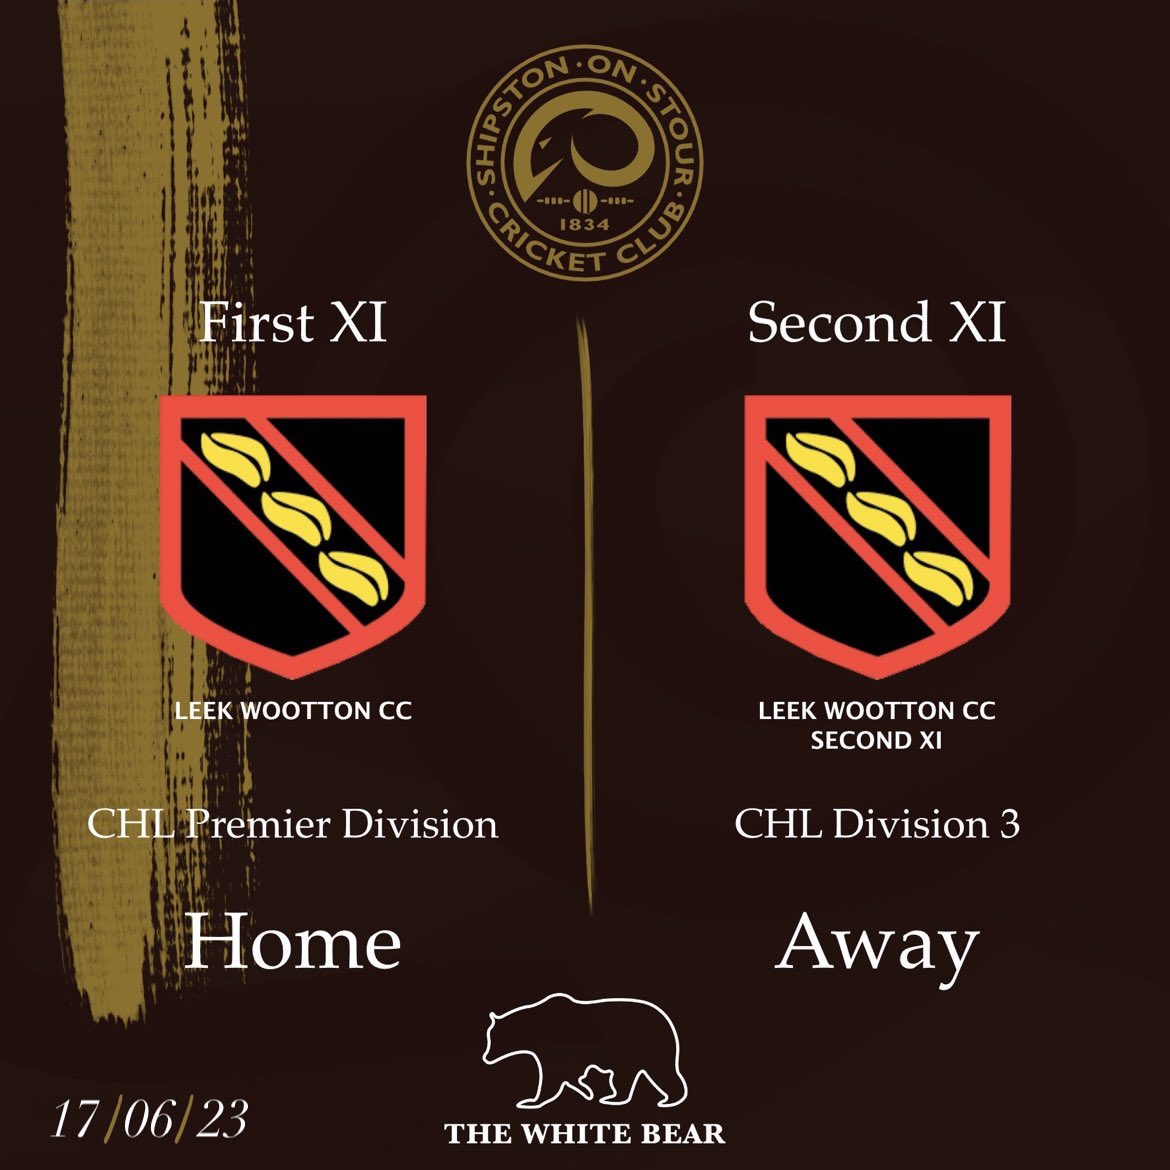 SHIPSTON · ON · STOUR
· CRICKET CLUB ·
1834
First XI
LEEK WOOTTON CC
CHL Premier Division
Home
Second XI
LEEK WOOTTON CC
SECOND XI
CHL Division 3
Away
17/06/23
THE WHITE BEAR